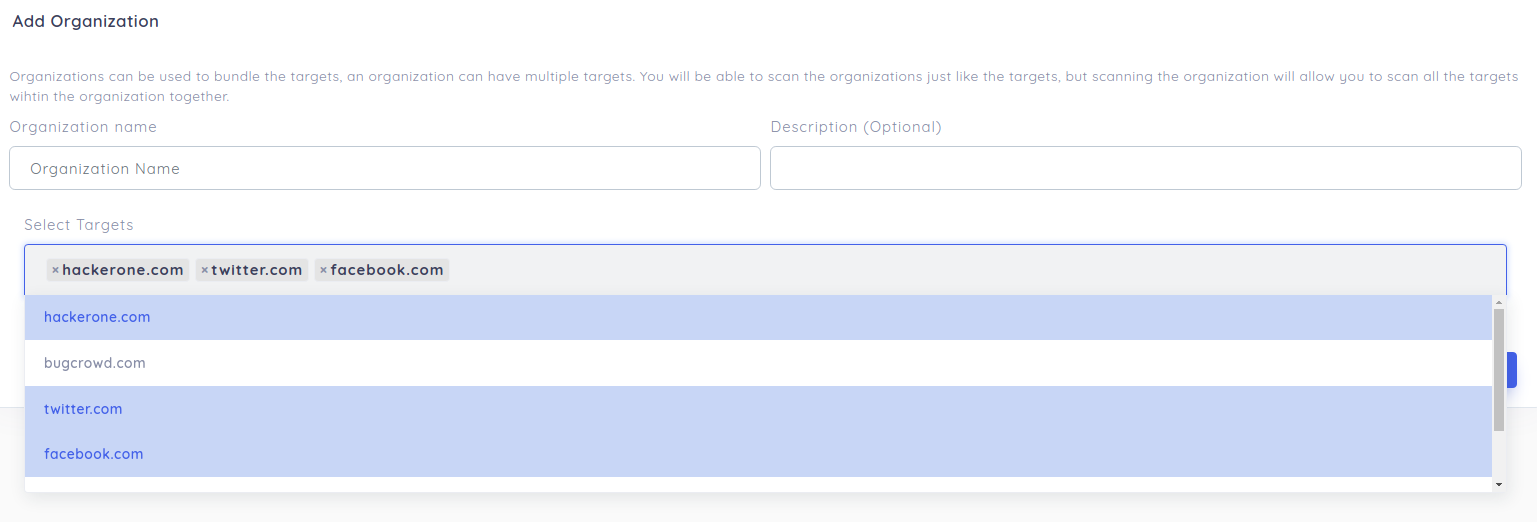 Add Organization
Organizations can be used to bundle the targets, an organization can have multiple targets. You will be able to scan the organizations just like the targets, but scanning the organization will allow you to scan all the targets
wihtin the organization together.
Organization name
Description (Optional)
Organization Name
Select Targets
×hackerone.com ×twitter.com ×facebook.com
hackerone.com
bugcrowd.com
twitter.com
facebook.com